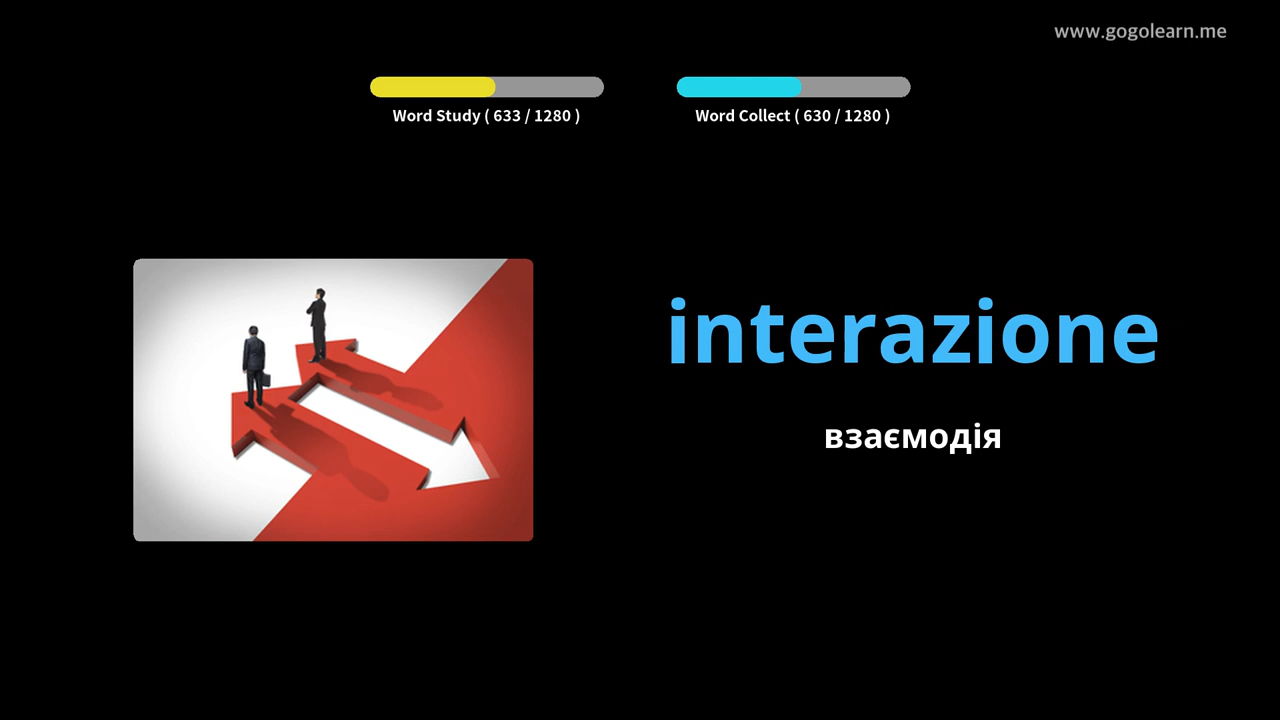 www.gogolearn.me
Word Study ( 633 / 1280 )
Word Collect ( 630 / 1280 )
interazione
взаємодія